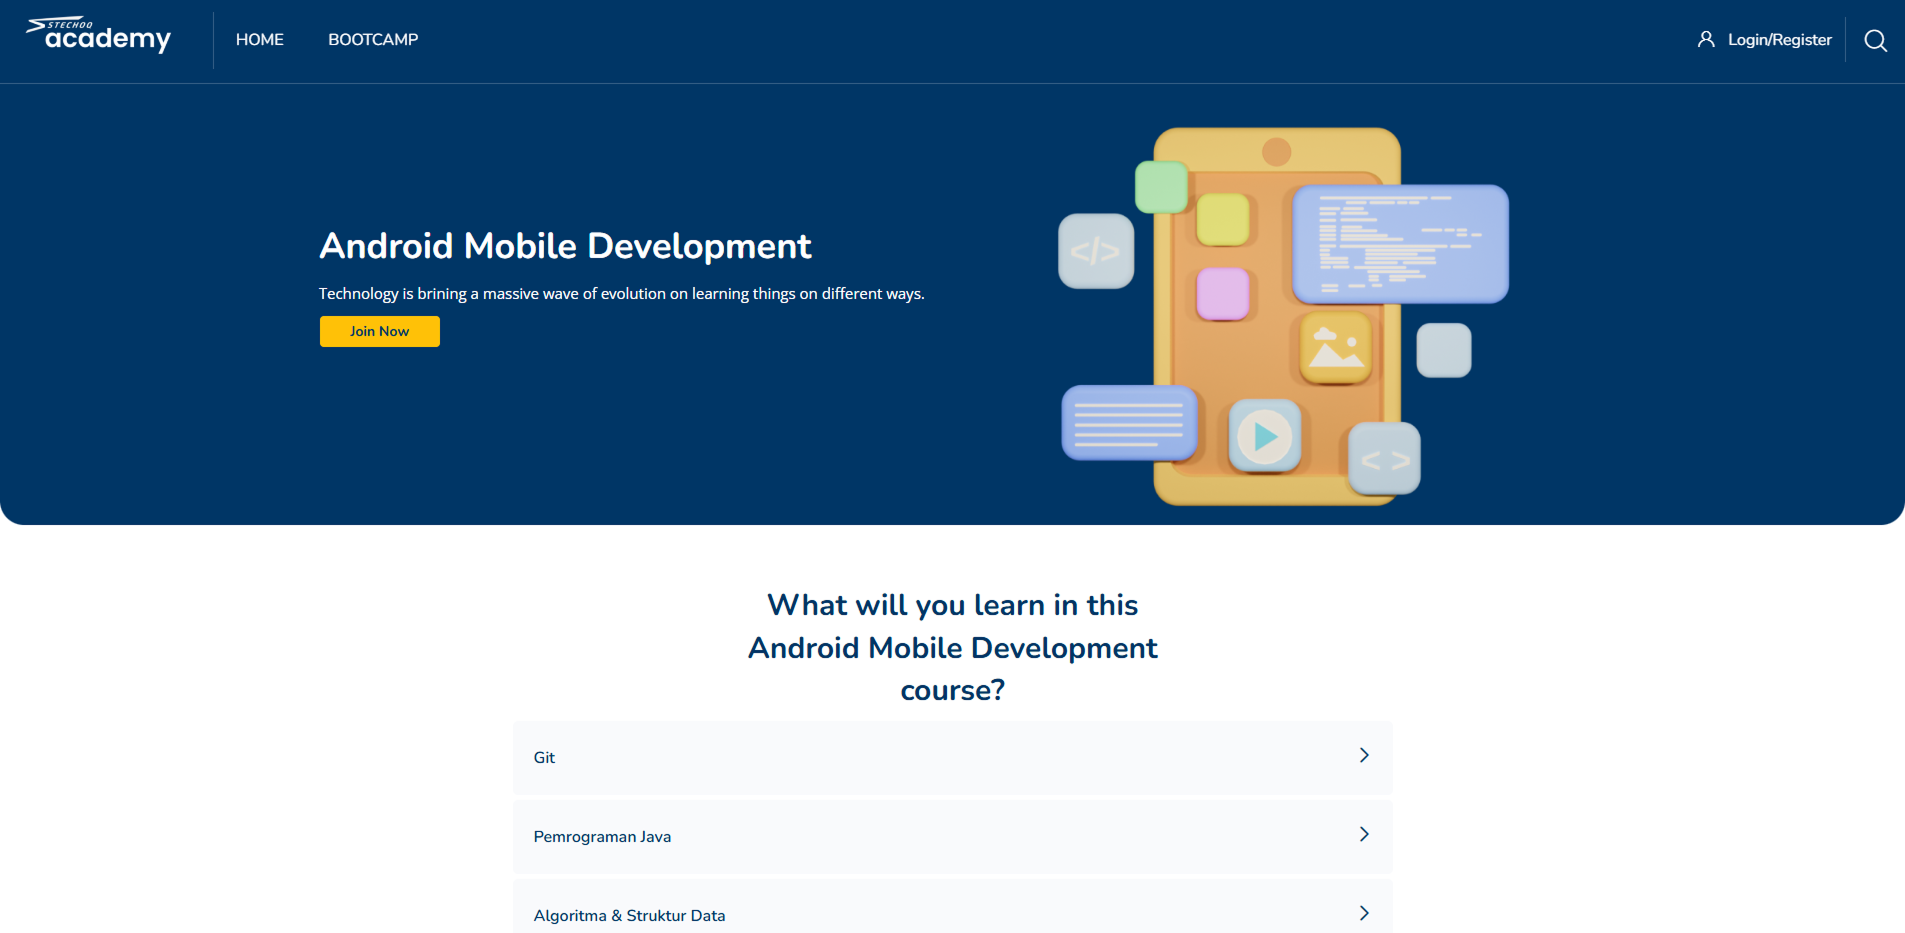 STECHOQ
academy
HOME
BOOTCAMP
Login/Register
Android Mobile Development
Technology is brining a massive wave of evolution on learning things on different ways.
Join Now
</>
< >
What will you learn in this
Android Mobile Development
course?
Git
Pemrograman Java
Algoritma & Struktur Data